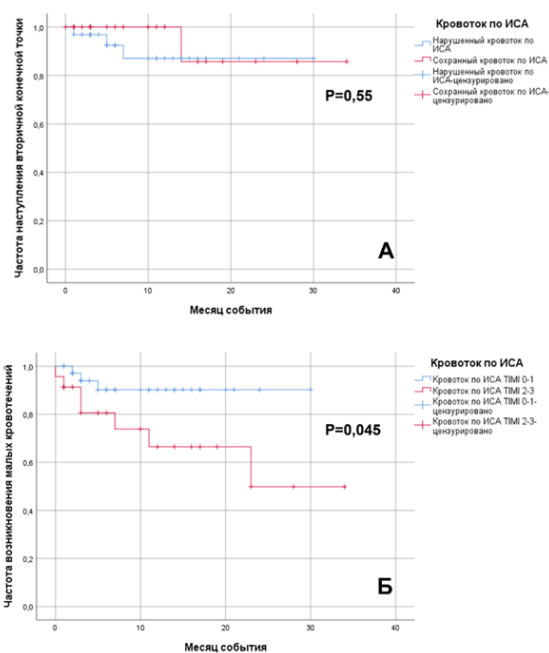 Кровоток по ИСА
Нарушенный кровоток по
ИСА
Сохранный кровоток по ИСА
Нарушенный кровоток по
ИСА-цензурировано
Сохранный кровоток по ИСА-
цензурировано
Частота наступления вторичной конечной точки
1,0
0,8
0,6
0,4
0,2
0,0
P=0,55
А
0
10
20
30
40
Месяц события
Кровоток по ИСА
Кровоток по ИСА TIMI 0-1
Кровоток по ИСА TIMI 2-3
Кровоток по ИСА TIMI 0-1-
цензурировано
Кровоток по ИСА TIMI 2-3-
цензурировано
Частота возникновения малых кровотечений
1,0
0,8
0,6
0,4
0,2
0,0
P=0,045
Б
0
10
20
30
40
Месяц события